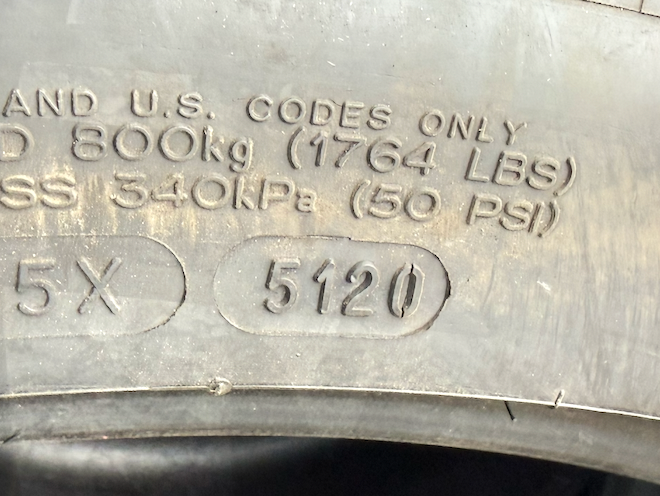 AND U.S. CODES ONLY
D 800kg (1764 LBS)
SS 340kPa (50 PSI)
5X 5120